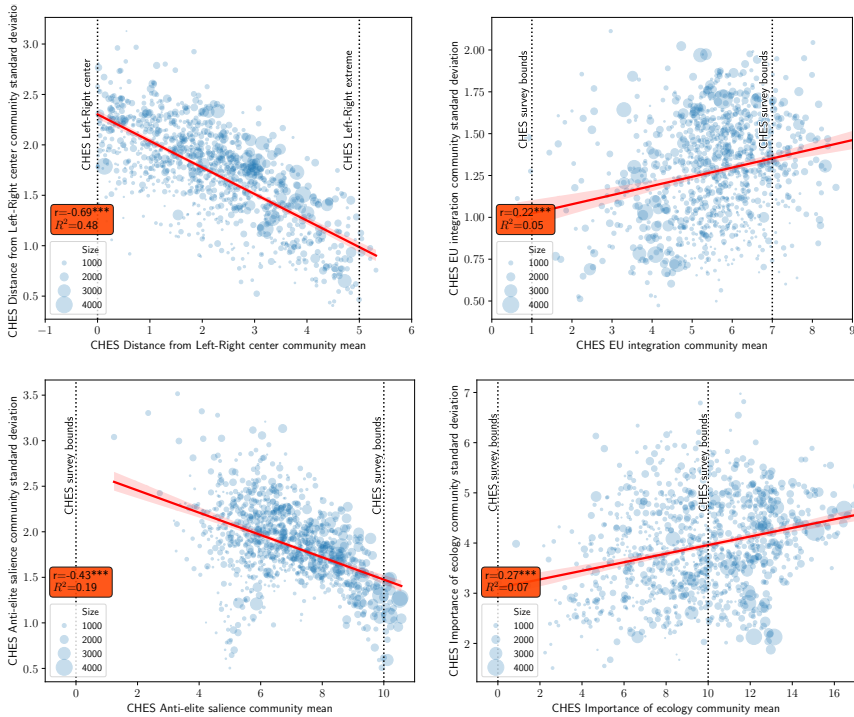 CHES Distance from Left-Right center community standard deviatio
3.0
2.5
2.0
1.5
1.0
0.5
CHES Left-Right center
CHES Left-Right extreme
r=-0.69***
R²=0.48
Size
1000
2000
3000
4000
−1 0 1 2 3 4 5 6
CHES Distance from Left-Right center community mean
CHES EU integration community standard deviation
2.00
1.75
1.50
1.25
1.00
0.75
0.50
CHES survey bounds
CHES survey bounds
r=0.22***
R²=0.05
Size
1000
2000
3000
4000
0 1 2 3 4 5 6 7 8 9
CHES EU integration community mean
CHES Anti-elite salience community standard deviation
3.5
3.0
2.5
2.0
1.5
1.0
0.5
CHES survey bounds
CHES survey bounds
r=-0.43***
R²=0.19
Size
1000
2000
3000
4000
0 2 4 6 8 10
CHES Anti-elite salience community mean
CHES Importance of ecology community standard deviation
7
6
5
4
3
2
CHES survey bounds
CHES survey bounds
r=0.27***
R²=0.07
Size
1000
2000
3000
4000
0 2 4 6 8 10 12 14 16
CHES Importance of ecology community mean